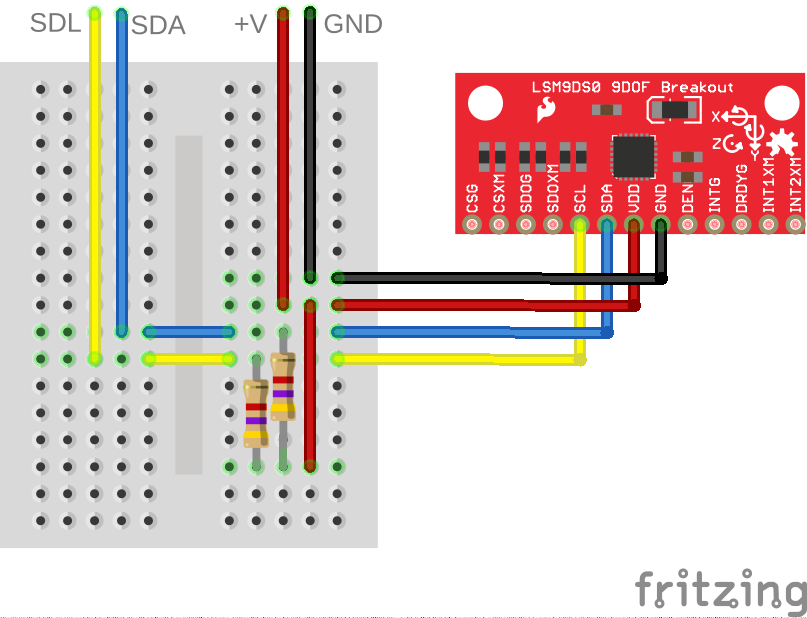 SDL SDA +V GND
LSM9DS0 9DOF Breakout
X
Z
Y
CSG CSXM SDOG SDOXM SCL SDA VDD GND DEN INTG DRDYG INT1XM INT2XM
fritzing